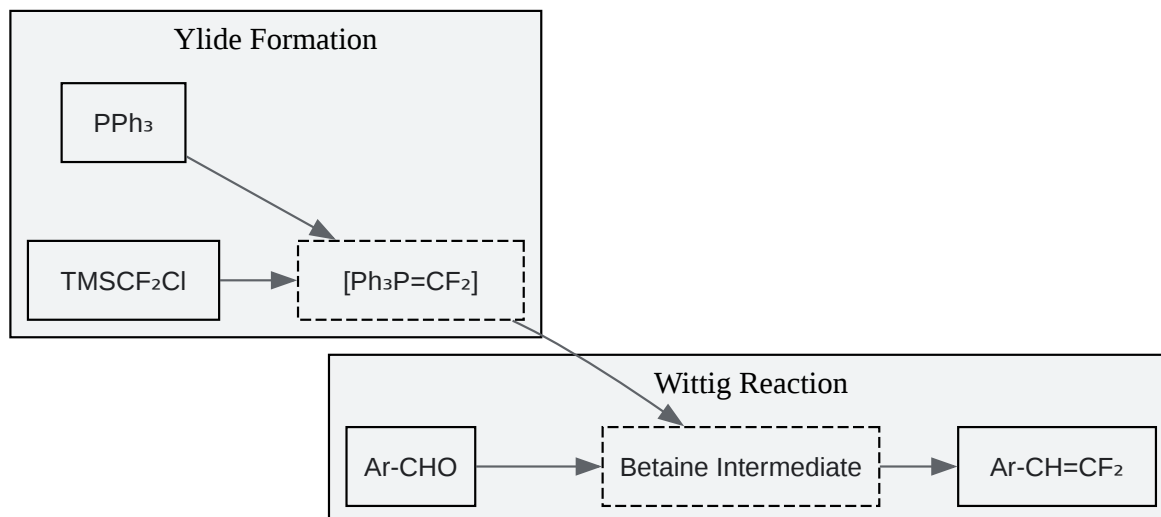 Ylide Formation
PPh₃
TMSCF₂Cl
[Ph₃P=CF₂]
Wittig Reaction
Ar-CHO
Betaine Intermediate
Ar-CH=CF₂